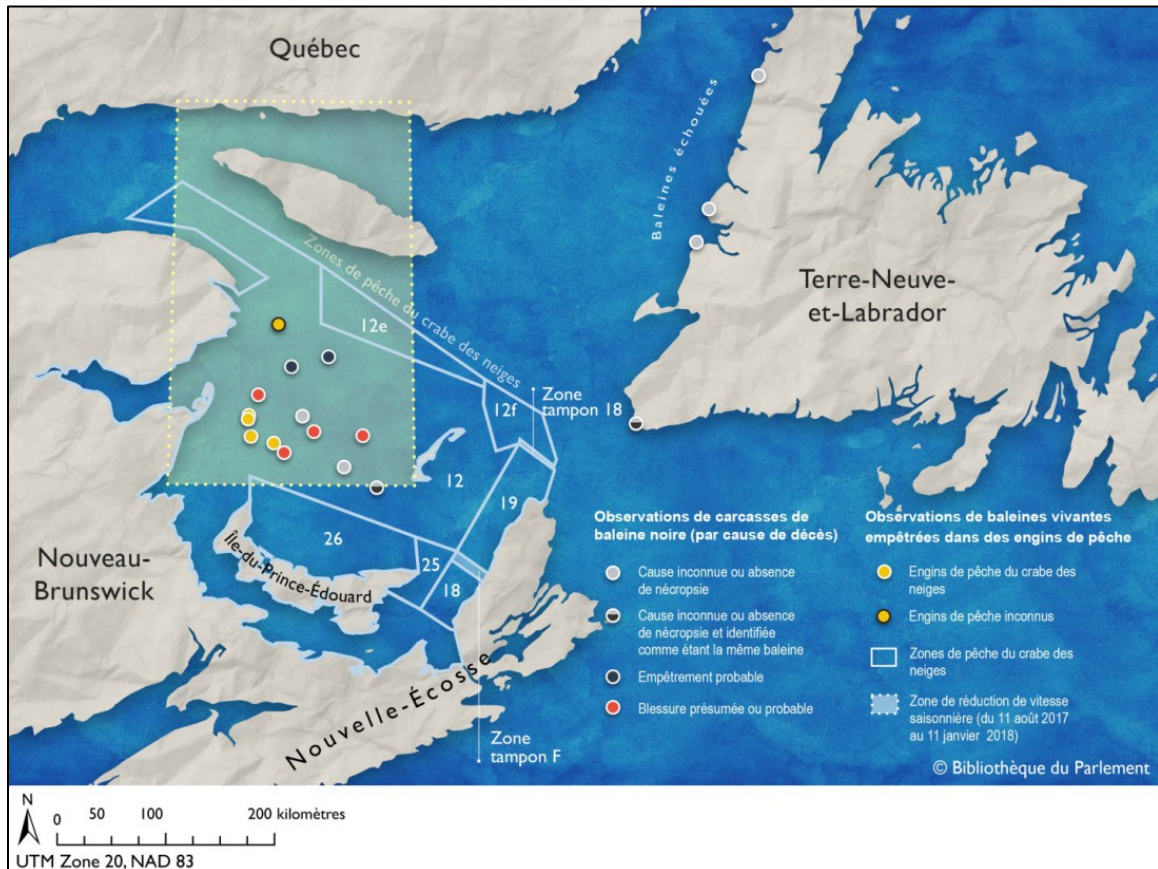 Québec
Baleines échouées
Terre-Neuve-
et-Labrador
Zones de pêche du crabe des neiges
12e
12f
Zone
tampon 18
12
19
26
25
18
Île-du-Prince-Édouard
Nouveau-
Brunswick
Nouvelle-Écosse
Zone
tampon F
Observations de carcasses de
baleine noire (par cause de décès)
Cause inconnue ou absence
de nécropsie
Cause inconnue ou absence
de nécropsie et identifiée
comme étant la même baleine
Empêtrement probable
Blessure présumée ou probable
Observations de baleines vivantes
empêtrées dans des engins de pêche
Engins de pêche du crabe des
neiges
Engins de pêche inconnus
Zones de pêche du crabe des
neiges
Zone de réduction de vitesse
saisonnière (du 11 août 2017
au 11 janvier 2018)
© Bibliothèque du Parlement
N
0 50 100 200 kilomètres
UTM Zone 20, NAD 83